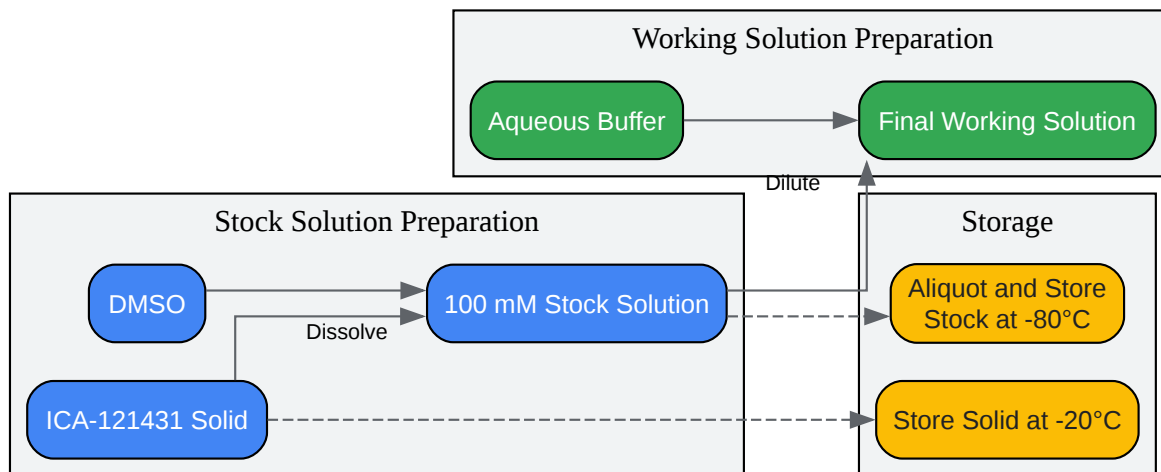 Working Solution Preparation
Aqueous Buffer
Final Working Solution
Dilute
Stock Solution Preparation
DMSO
100 mM Stock Solution
Dissolve
ICA-121431 Solid
Storage
Aliquot and Store
Stock at -80°C
Store Solid at -20°C